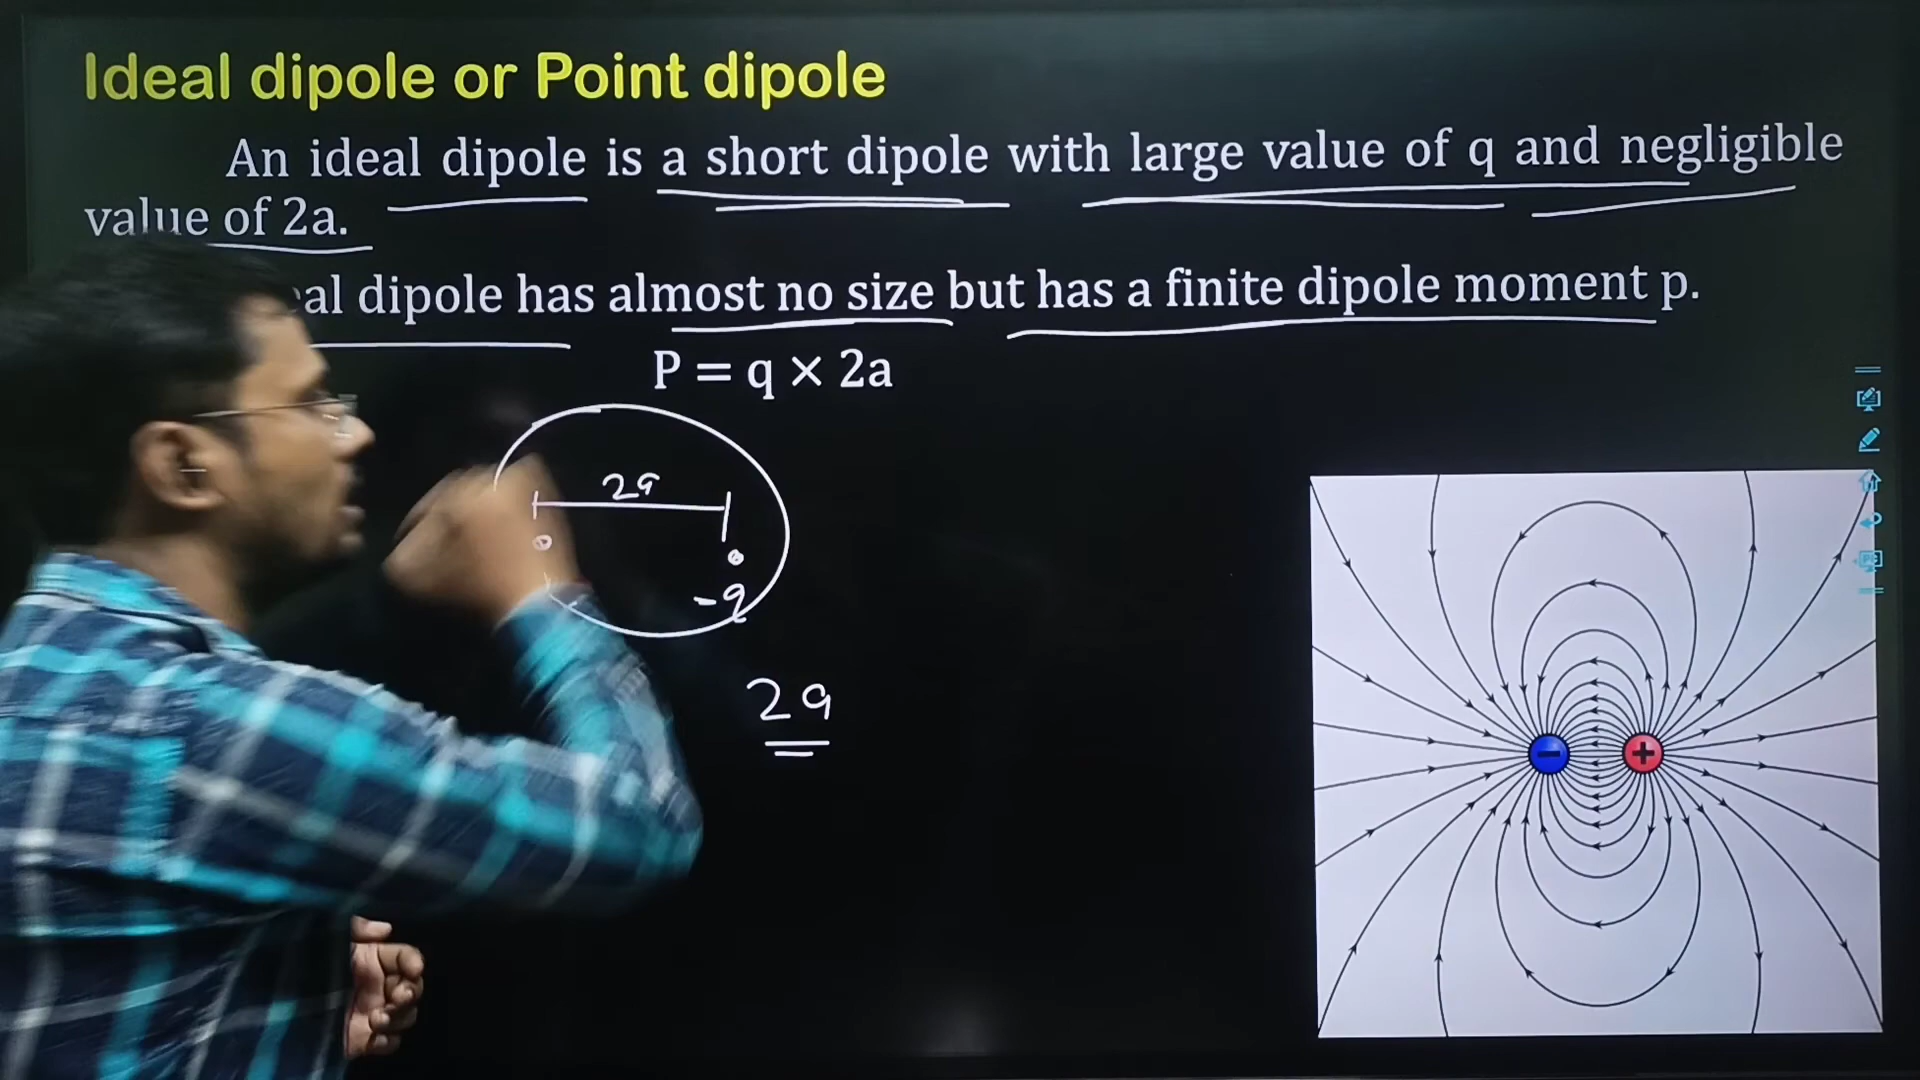 Ideal dipole or Point dipole
An ideal dipole is a short dipole with large value of q and negligible
value of 2a.
dipole has almost no size but has a finite dipole moment p.
P = q × 2a
2a
-q
2a
− +